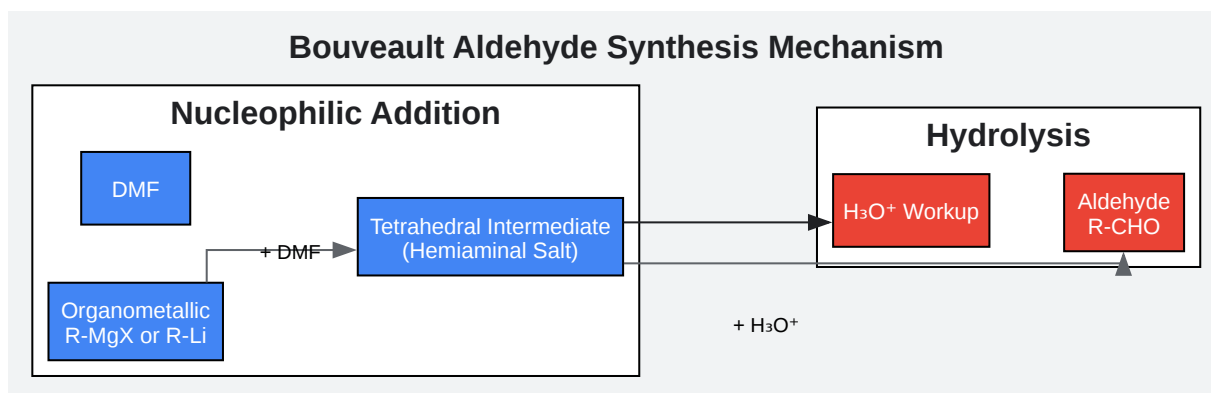 Bouveault Aldehyde Synthesis Mechanism
Nucleophilic Addition
DMF
+ DMF
Organometallic
R-MgX or R-Li
Tetrahedral Intermediate
(Hemiaminal Salt)
Hydrolysis
H₃O⁺ Workup
Aldehyde
R-CHO
+ H₃O⁺